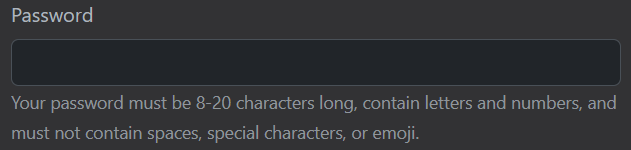 Password
Your password must be 8-20 characters long, contain letters and numbers, and
must not contain spaces, special characters, or emoji.